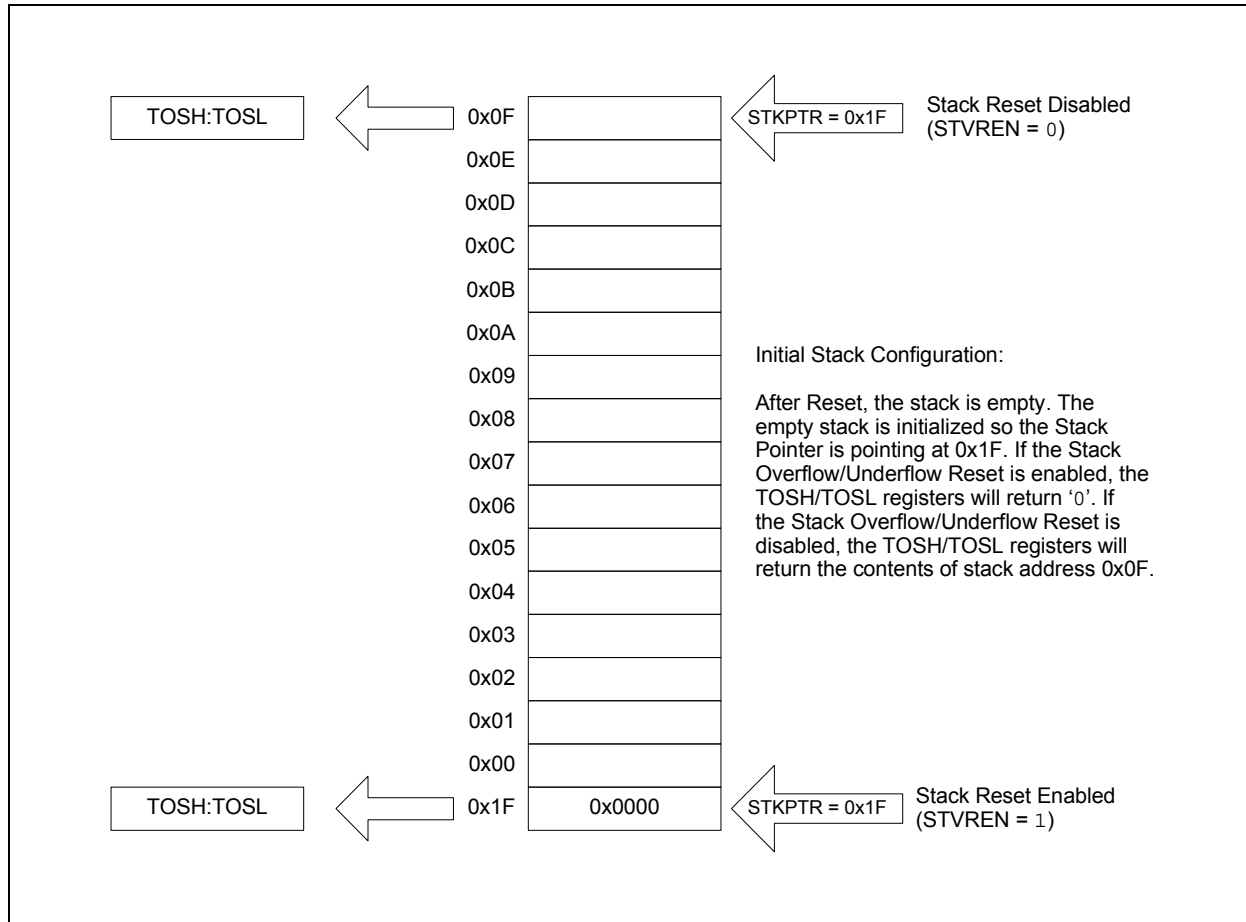 TOSH:TOSL
0x0F
STKPTR = 0x1F
Stack Reset Disabled
(STVREN = 0)
0x0E
0x0D
0x0C
0x0B
0x0A
0x09
0x08
0x07
0x06
0x05
0x04
0x03
0x02
0x01
0x00
Initial Stack Configuration:
After Reset, the stack is empty. The
empty stack is initialized so the Stack
Pointer is pointing at 0x1F. If the Stack
Overflow/Underflow Reset is enabled, the
TOSH/TOSL registers will return ‘0’. If
the Stack Overflow/Underflow Reset is
disabled, the TOSH/TOSL registers will
return the contents of stack address 0x0F.
TOSH:TOSL
0x1F
0x0000
STKPTR = 0x1F
Stack Reset Enabled
(STVREN = 1)